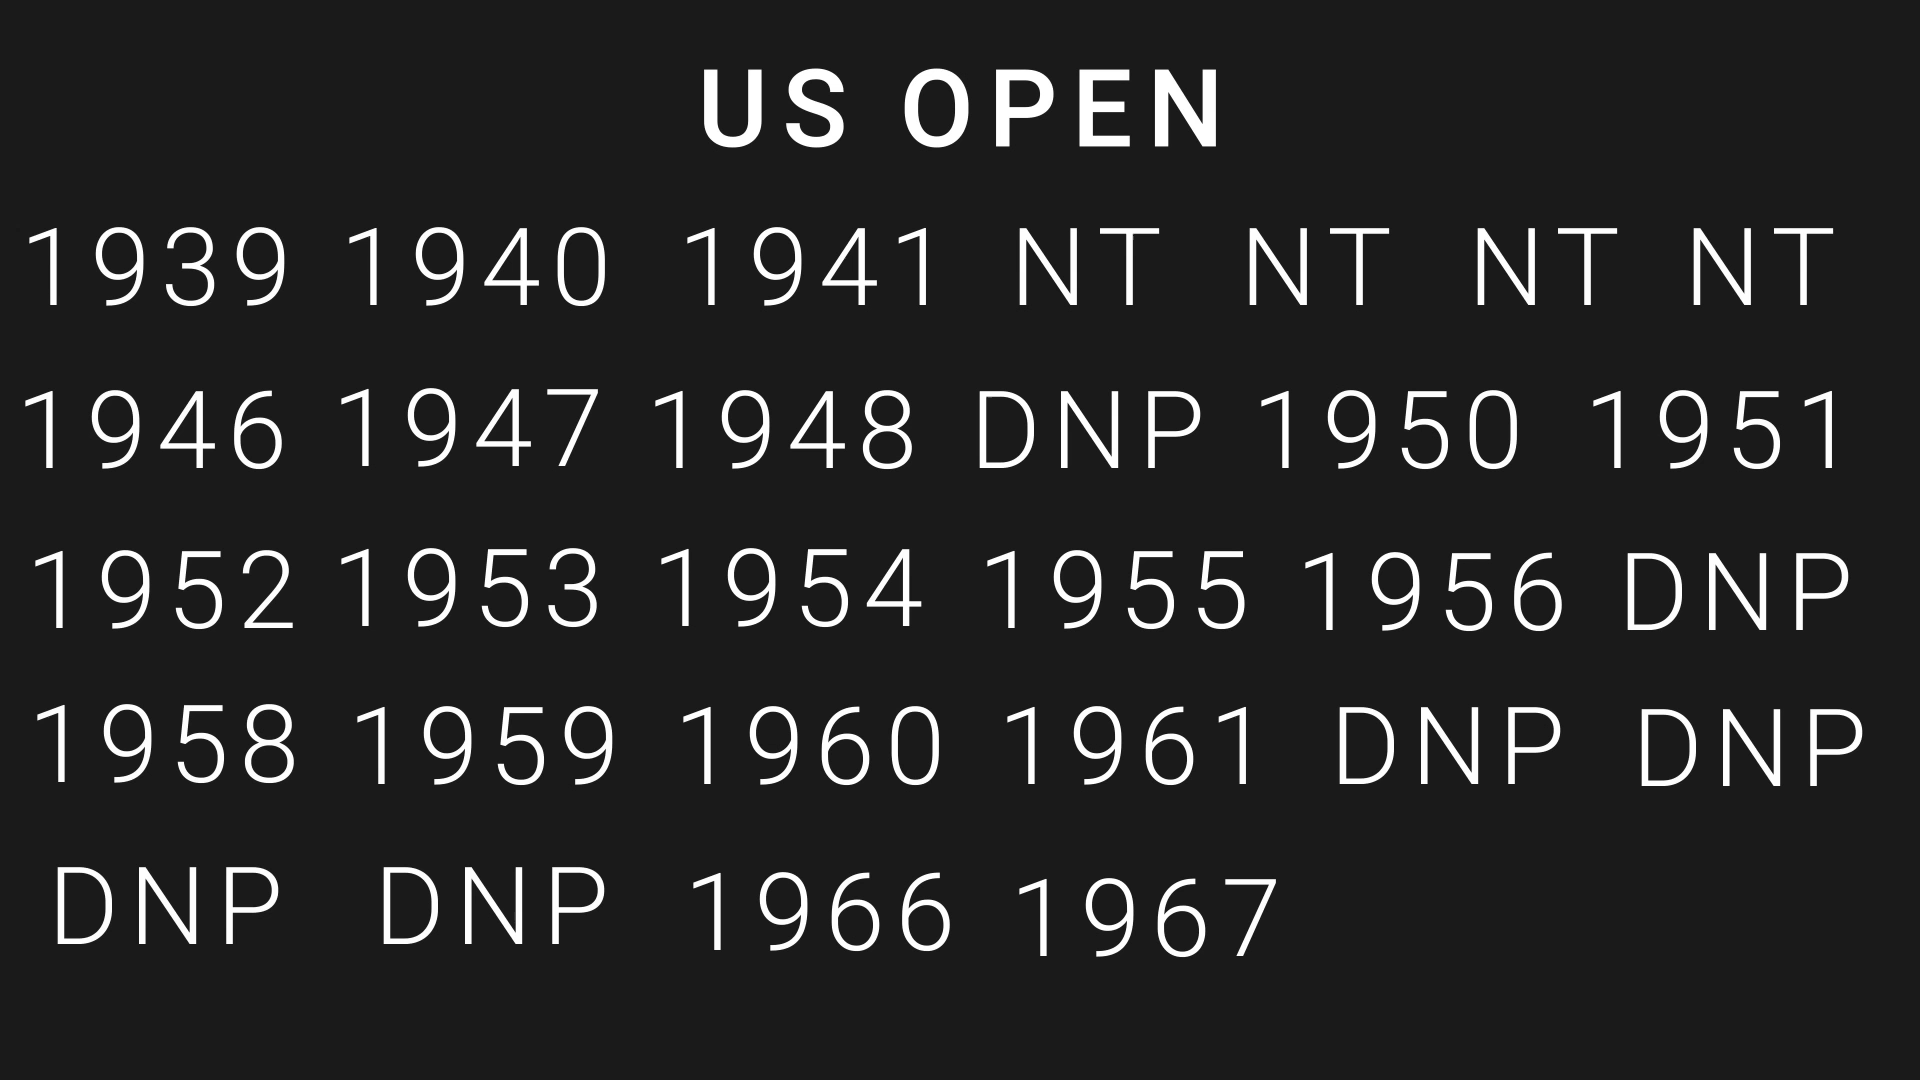 US OPEN
1939 1940 1941 NT NT NT NT
1946 1947 1948 DNP 1950 1951
1952 1953 1954 1955 1956 DNP
1958 1959 1960 1961 DNP DNP
DNP DNP 1966 1967